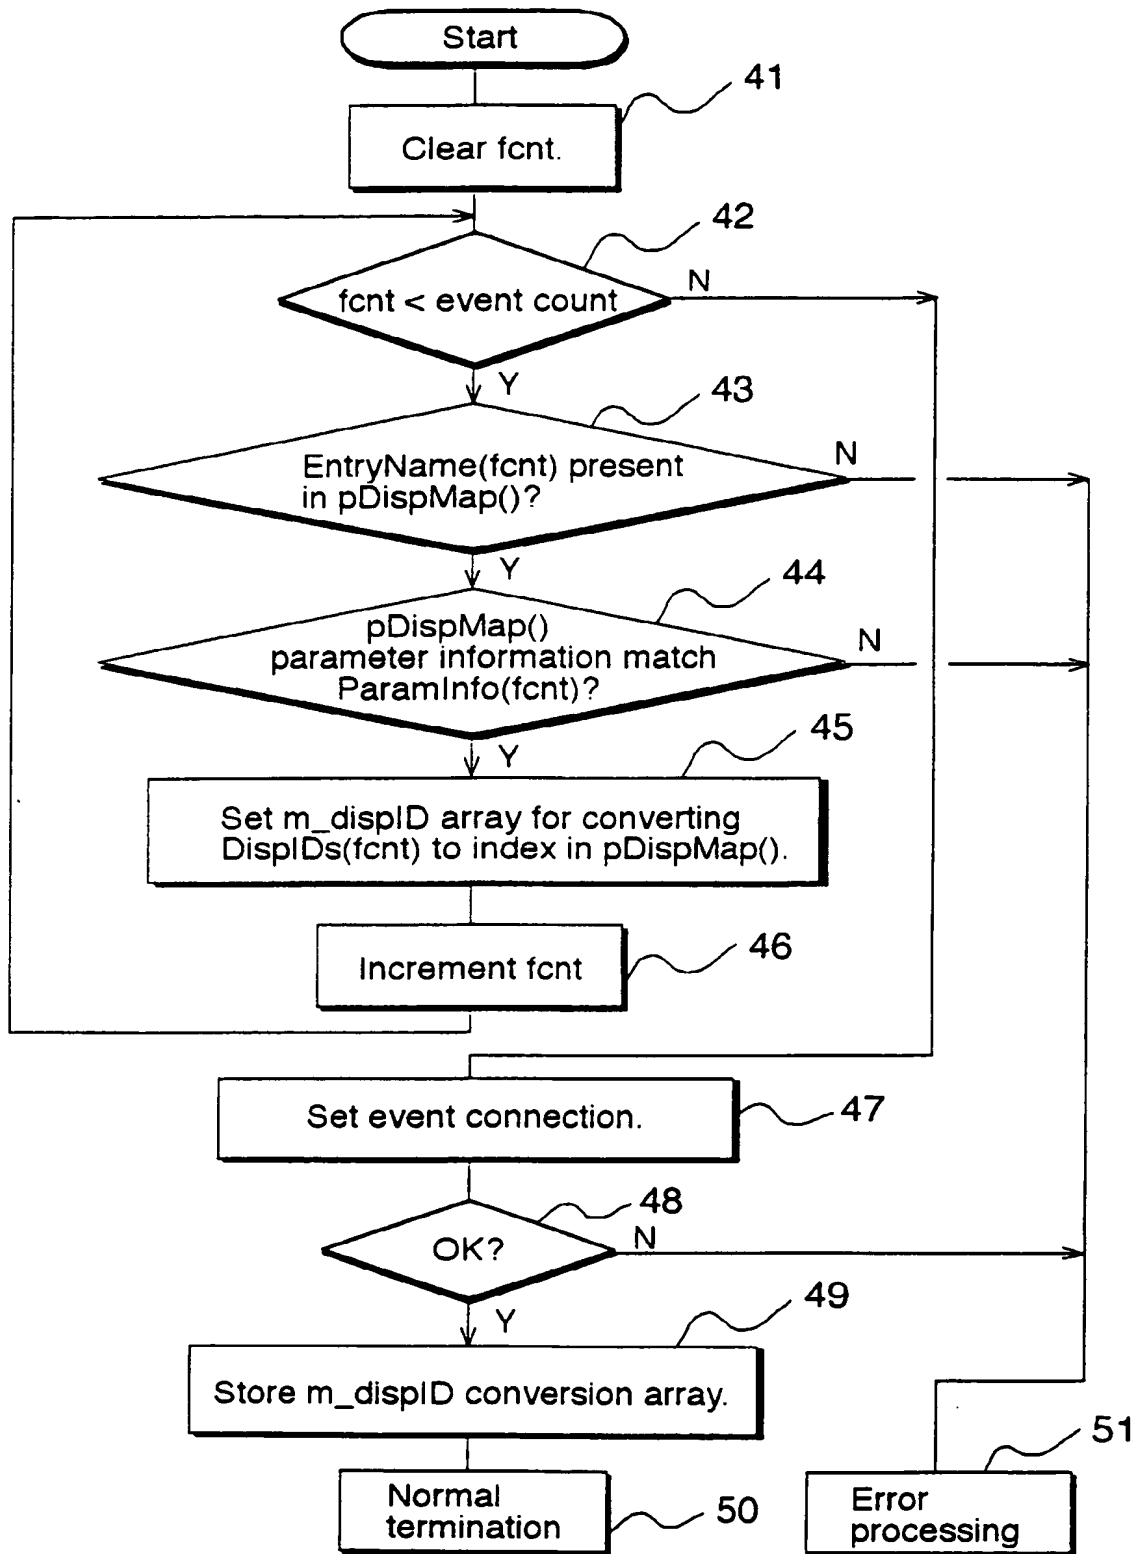 Start
41
Clear fcnt.
42
fcnt < event count
N
Y
43
EntryName(fcnt) present
in pDispMap()?
N
Y
44
pDispMap()
parameter information match
ParamInfo(fcnt)?
N
Y
45
Set m_dispID array for converting
DispIDs(fcnt) to index in pDispMap().
46
Increment fcnt
Set event connection.
47
48
OK?
N
Y
49
Store m_dispID conversion array.
51
Normal
termination
50
Error
processing